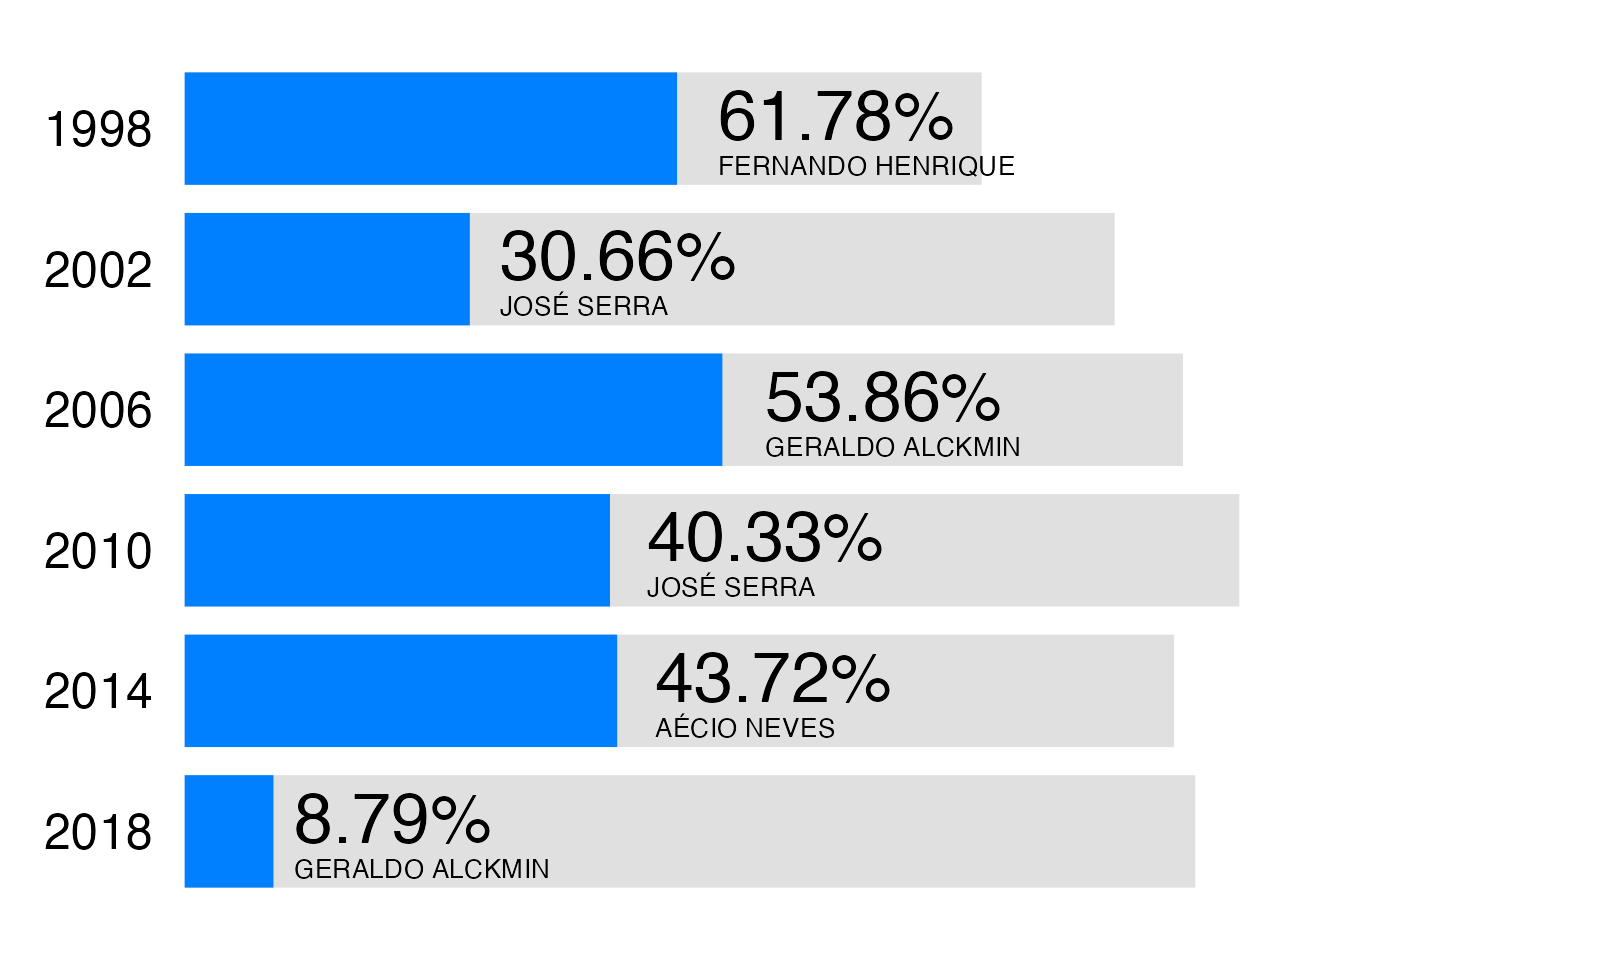 1998
61.78%
FERNANDO HENRIQUE
2002
30.66%
JOSÉ SERRA
2006
53.86%
GERALDO ALCKMIN
2010
40.33%
JOSÉ SERRA
2014
43.72%
AÉCIO NEVES
2018
8.79%
GERALDO ALCKMIN